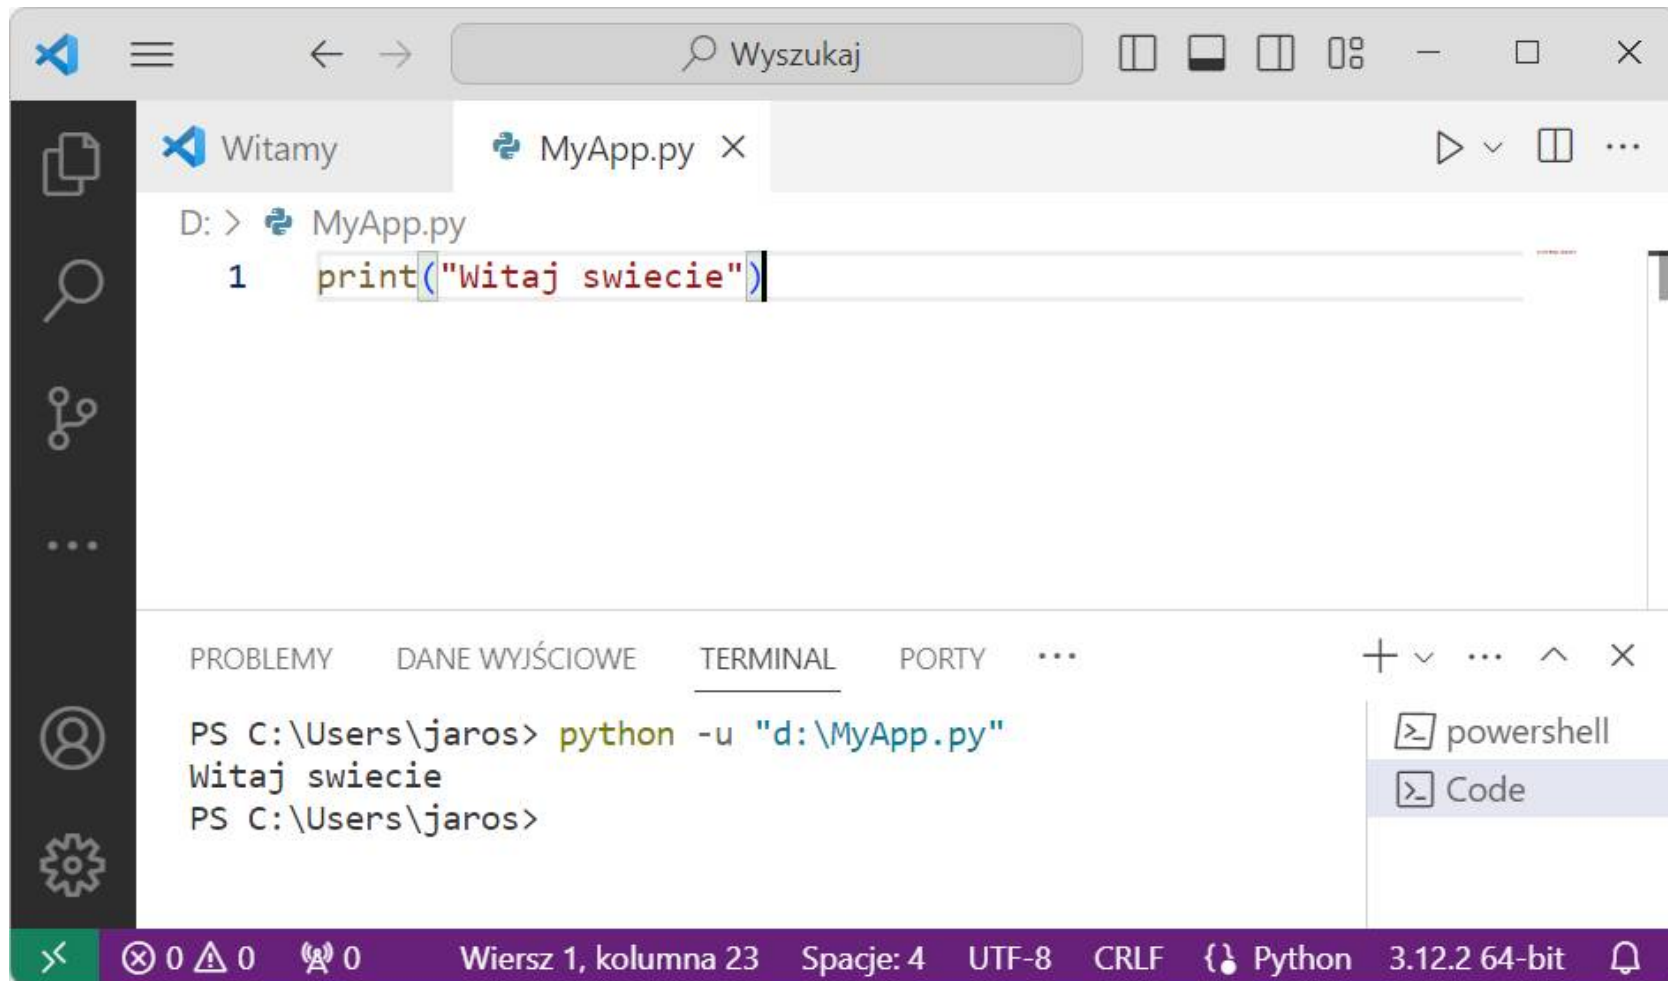 Wyszukaj
Witamy MyApp.py
D: > MyApp.py
1 print("Witaj swiecie")
PROBLEMY DANE WYJŚCIOWE TERMINAL PORTY ...
PS C:\Users\jaros> python -u "d:\MyApp.py"
Witaj swiecie
PS C:\Users\jaros>
powershell
Code
0 0 0 Wiersz 1, kolumna 23 Spacje: 4 UTF-8 CRLF Python 3.12.2 64-bit